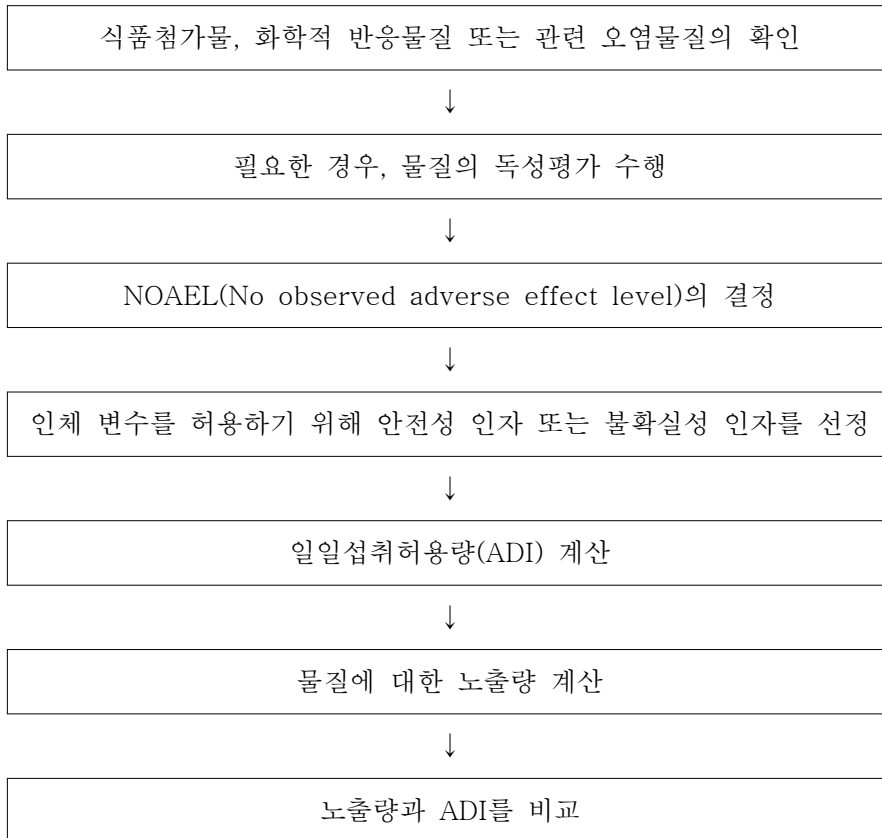 식품첨가물, 화학적 반응물질 또는 관련 오염물질의 확인
↓
필요한 경우, 물질의 독성평가 수행
↓
NOAEL(No observed adverse effect level)의 결정
↓
인체 변수를 허용하기 위해 안전성 인자 또는 불확실성 인자를 선정
↓
일일섭취허용량(ADI) 계산
↓
물질에 대한 노출량 계산
↓
노출량과 ADI를 비교